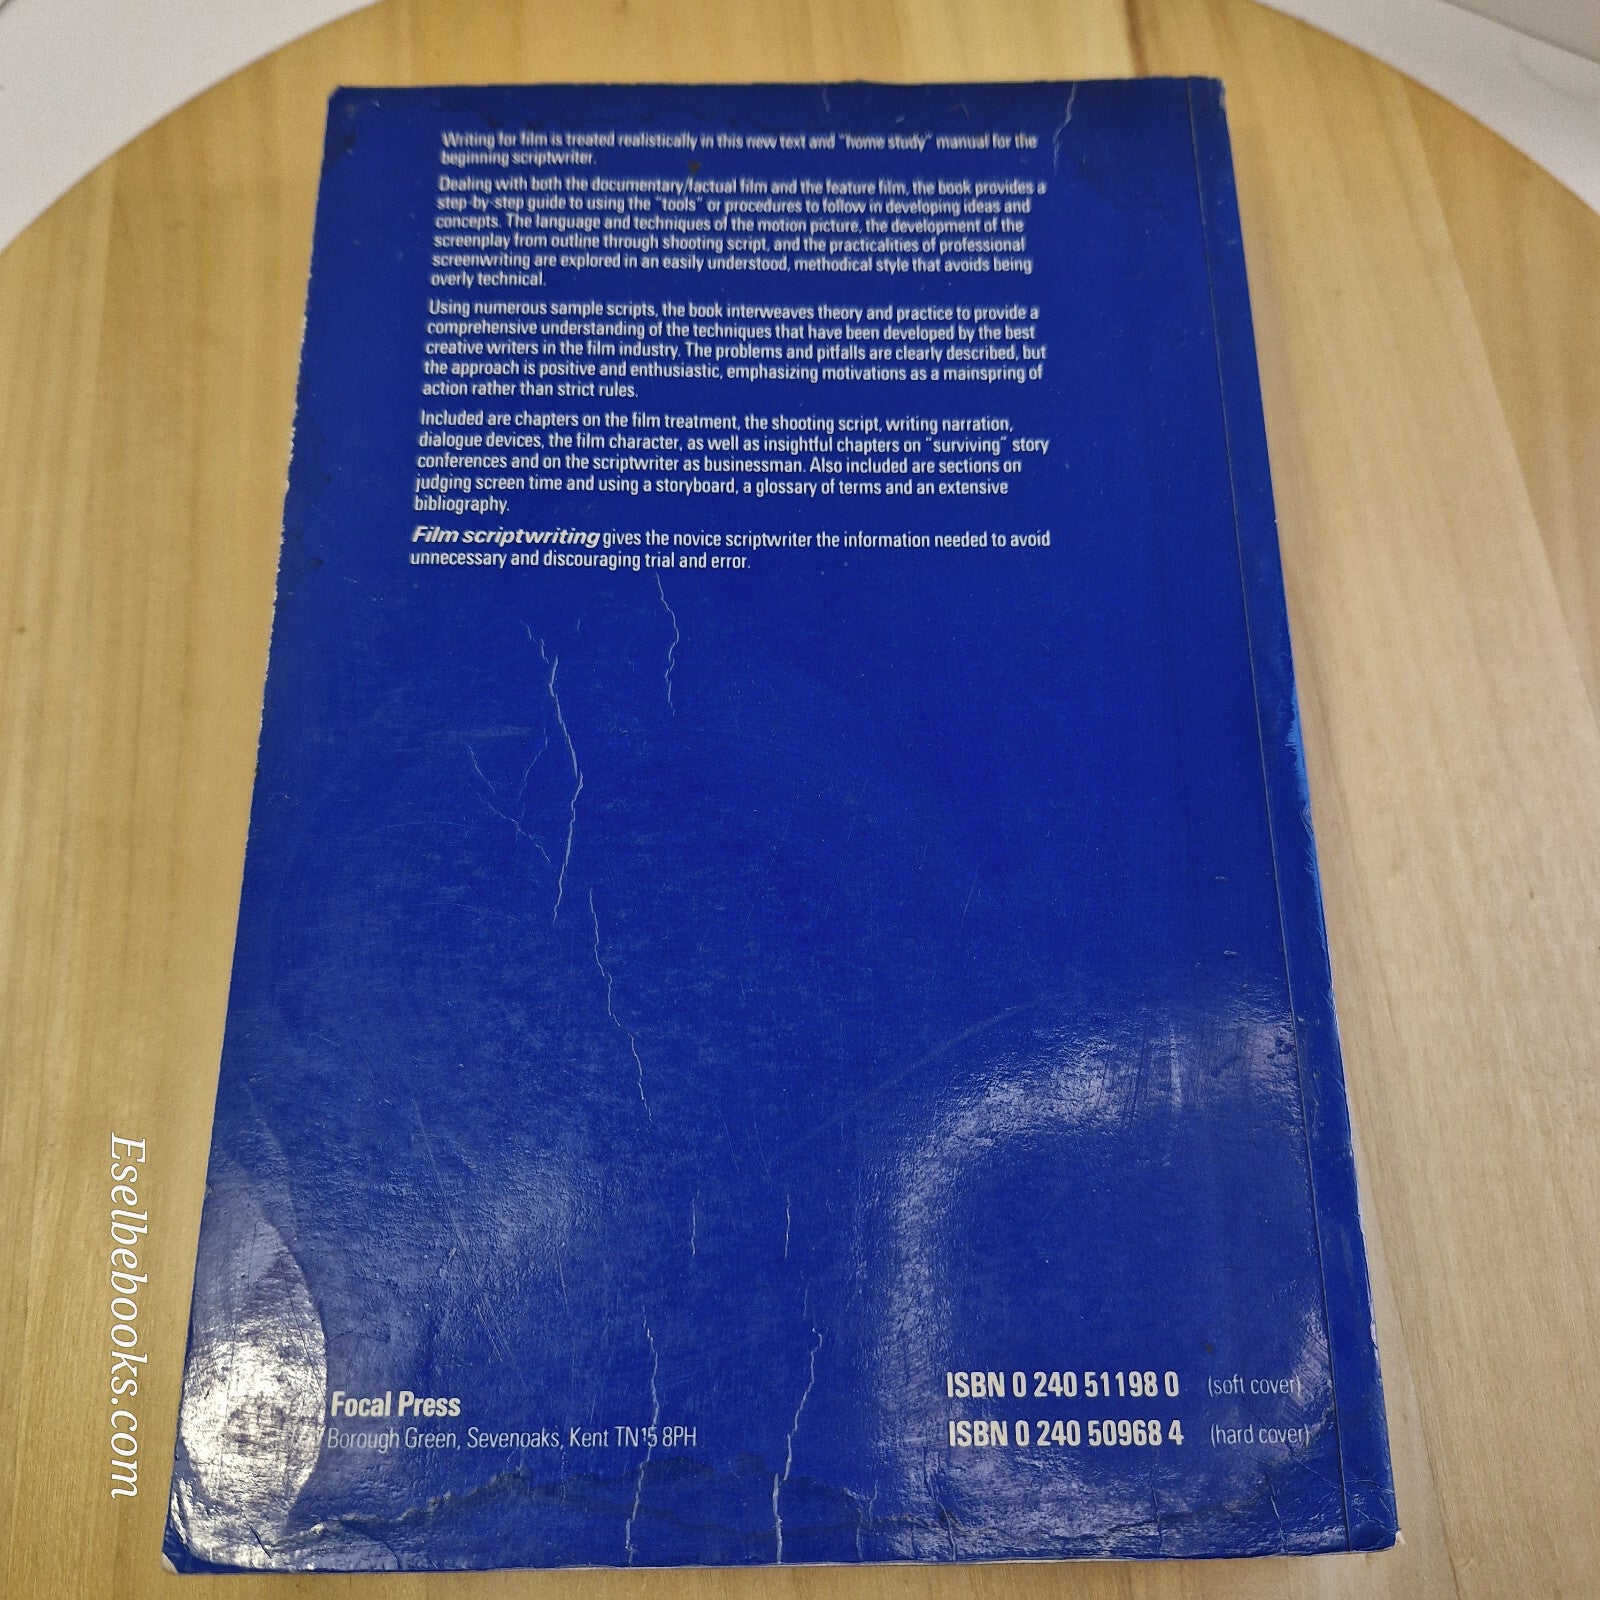 Writing for film is treated realistically in this new text and "home study" manual for the
beginning scriptwriter.
Dealing with both the documentary/factual film and the feature film, the book provides a
step-by-step guide to using the "tools" or procedures to follow in developing ideas and
concepts. The language and techniques of the motion picture, the development of the
screenplay from outline through shooting script, and the practicalities of professional
screenwriting are explored in an easily understood, methodical style that avoids being
overly technical.
Using numerous sample scripts, the book interweaves theory and practice to provide a
comprehensive understanding of the techniques that have been developed by the best
creative writers in the film industry. The problems and pitfalls are clearly described, but
the approach is positive and enthusiastic, emphasizing motivations as a mainspring of
action rather than strict rules.
Included are chapters on the film treatment, the shooting script, writing narration,
dialogue devices, the film character, as well as insightful chapters on "surviving" story
conferences and on the scriptwriter as businessman. Also included are sections on
judging screen time and using a storyboard, a glossary of terms and an extensive
bibliography.
Film scriptwriting gives the novice scriptwriter the information needed to avoid
unnecessary and discouraging trial and error.
Focal Press
Borough Green, Sevenoaks, Kent TN15 8PH
ISBN 0 240 51198 0 (soft cover)
ISBN 0 240 50968 4 (hard cover)
Eselbebooks.com